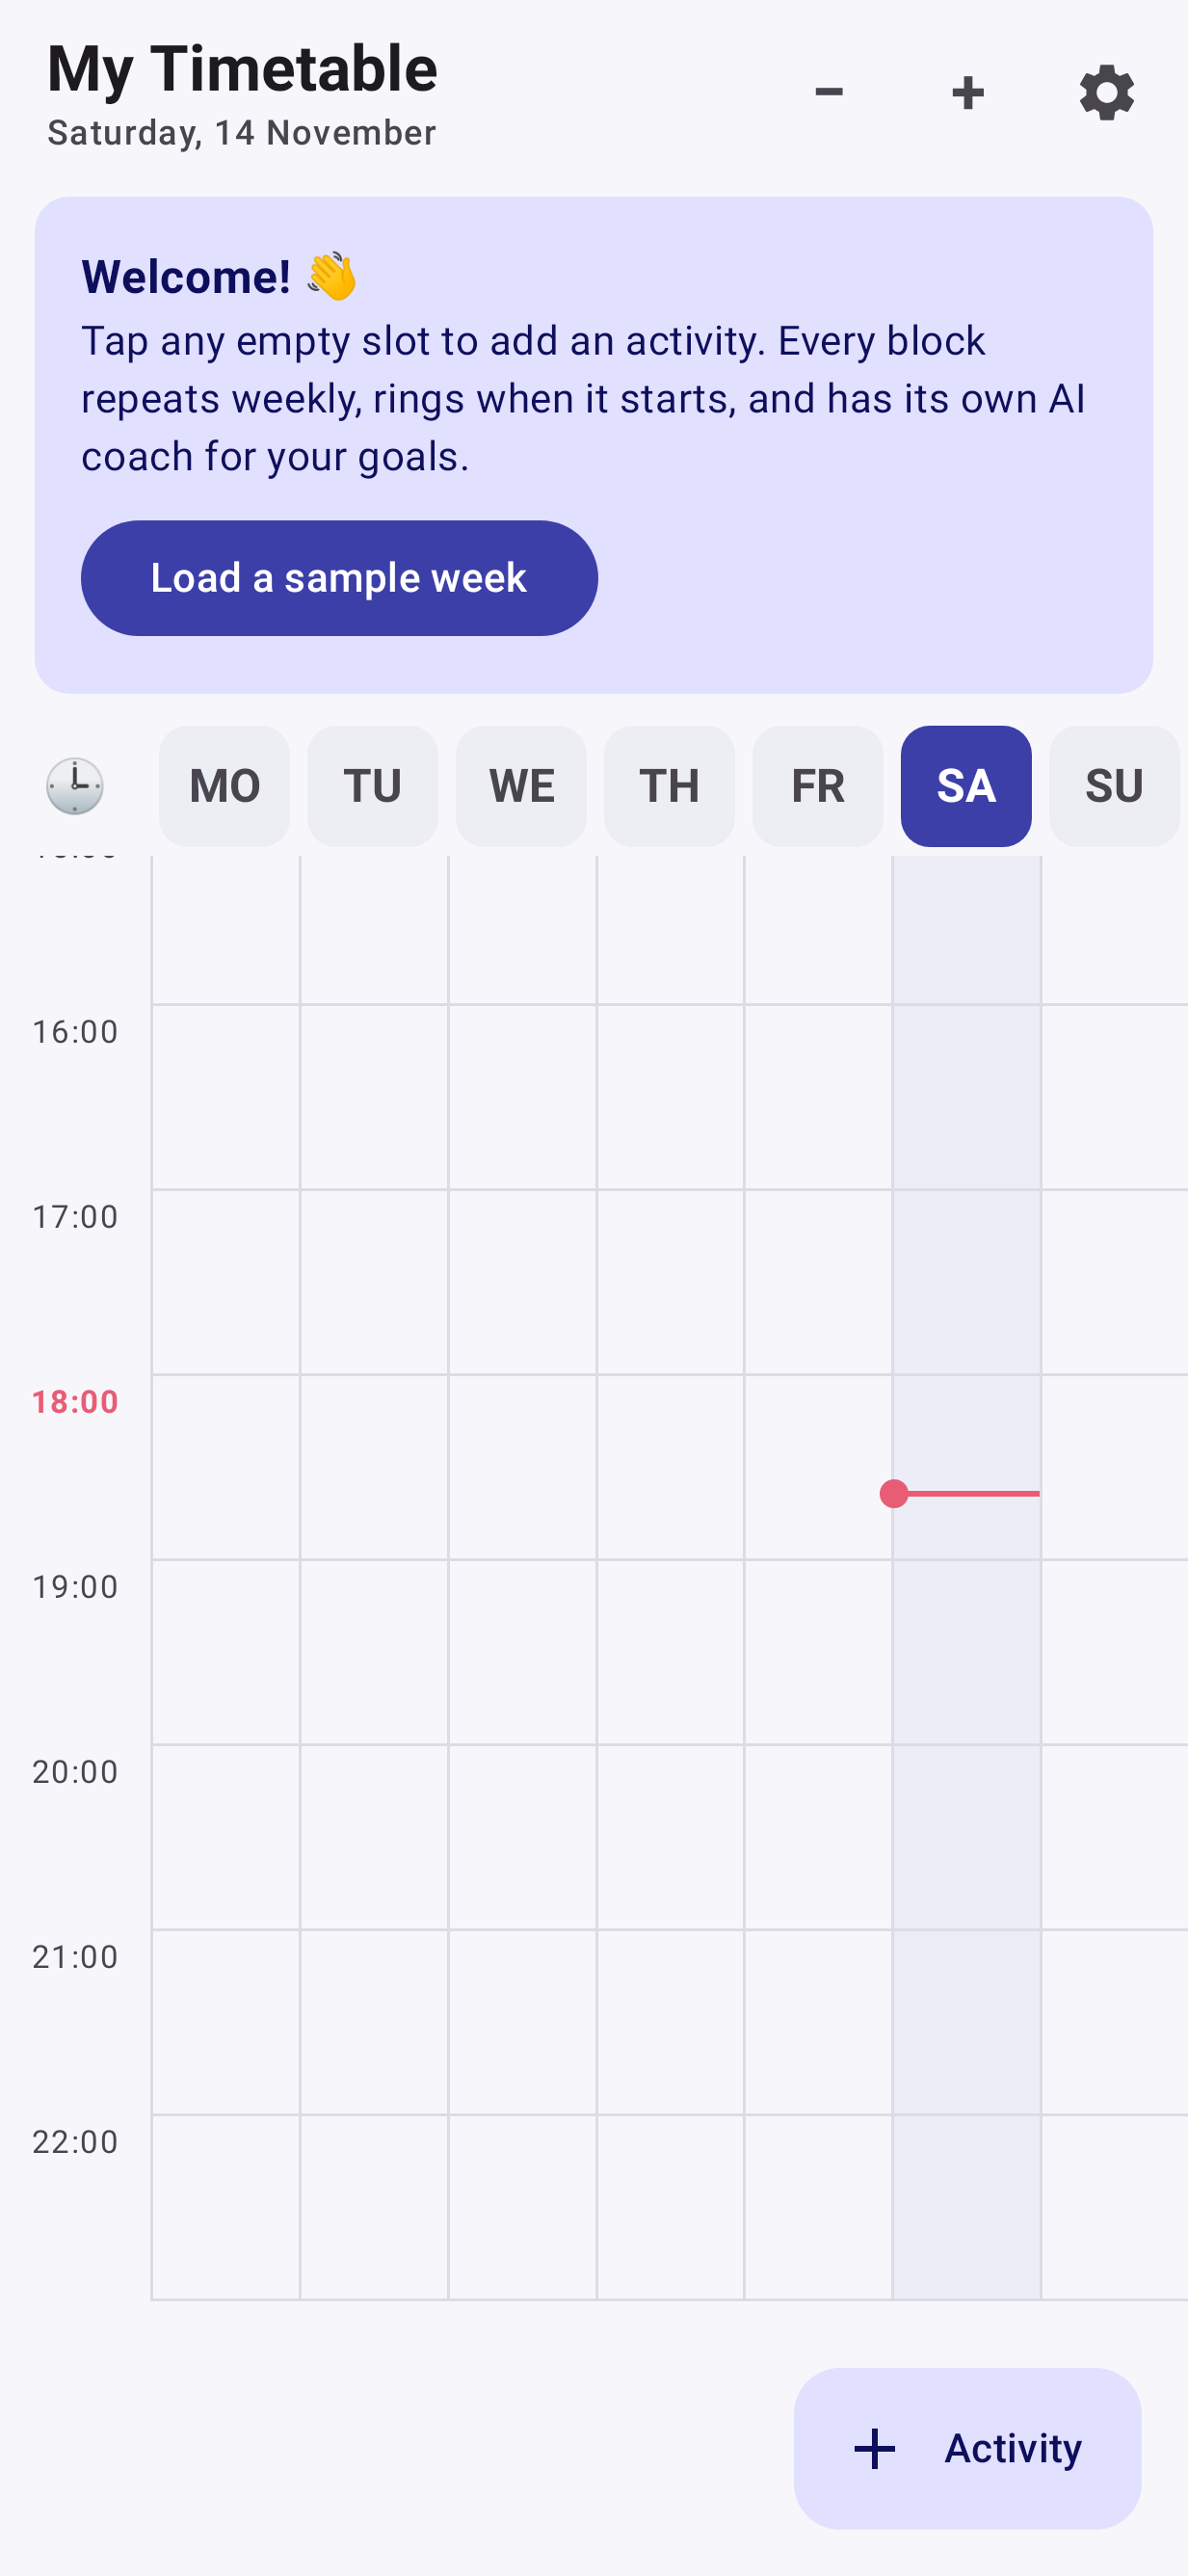 My Timetable
Saturday, 14 November
Welcome! 👋
Tap any empty slot to add an activity. Every block
repeats weekly, rings when it starts, and has its own AI
coach for your goals.
Load a sample week
MO TU WE TH FR SA SU
16:00
17:00
18:00
19:00
20:00
21:00
22:00
+ Activity